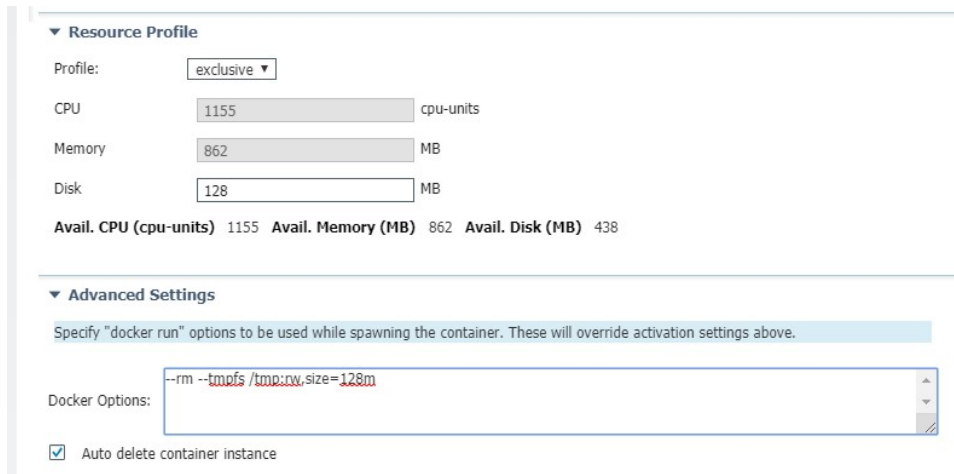 Resource Profile
Profile: exclusive
CPU 1155 cpu-units
Memory 862 MB
Disk 128 MB
Avail. CPU (cpu-units) 1155 Avail. Memory (MB) 862 Avail. Disk (MB) 438
Advanced Settings
Specify "docker run" options to be used while spawning the container. These will override activation settings above.
--rm --tmpfs /tmp:rw,size=128m
Docker Options:
Auto delete container instance